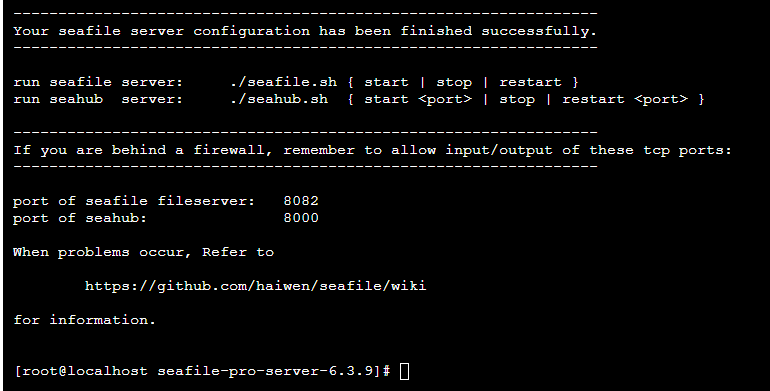 -----------------------------------------------------------------
Your seafile server configuration has been finished successfully.
-----------------------------------------------------------------
run seafile server:     ./seafile.sh { start | stop | restart }
run seahub  server:     ./seahub.sh  { start <port> | stop | restart <port> }
-----------------------------------------------------------------
If you are behind a firewall, remember to allow input/output of these tcp ports:
-----------------------------------------------------------------
port of seafile fileserver:   8082
port of seahub:               8000
When problems occur, Refer to
        https://github.com/haiwen/seafile/wiki
for information.
[root@localhost seafile-pro-server-6.3.9]#